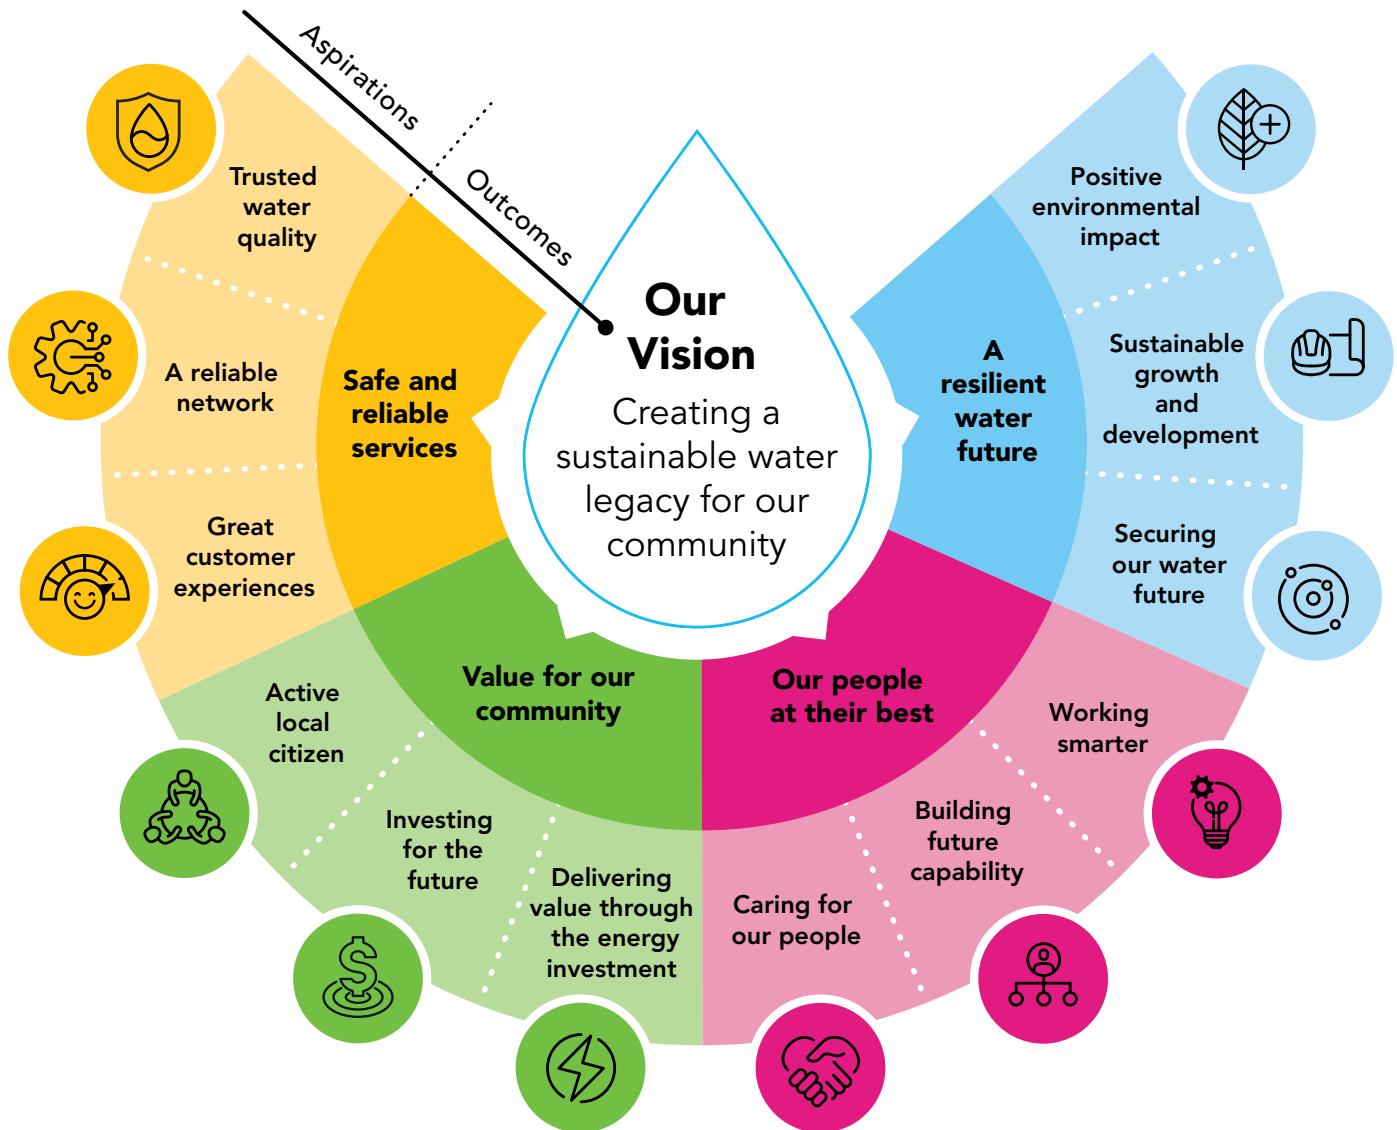 Aspirations
Outcomes
Our
Vision
Creating a
sustainable water
legacy for our
community
Safe and
reliable
services
Trusted
water
quality
A reliable
network
Great
customer
experiences
Value for our
community
Active
local
citizen
Investing
for the
future
Delivering
value through
the energy
investment
Our people
at their best
Caring for
our people
Building
future
capability
Working
smarter
A
resilient
water
future
Positive
environmental
impact
Sustainable
growth
and
development
Securing
our water
future